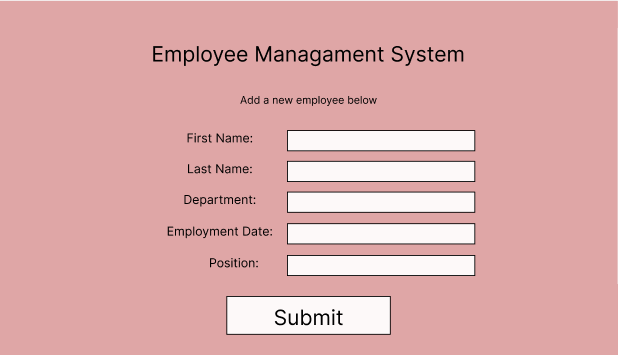 Employee Managament System
Add a new employee below
First Name:
Last Name:
Department:
Employment Date:
Position:
Submit